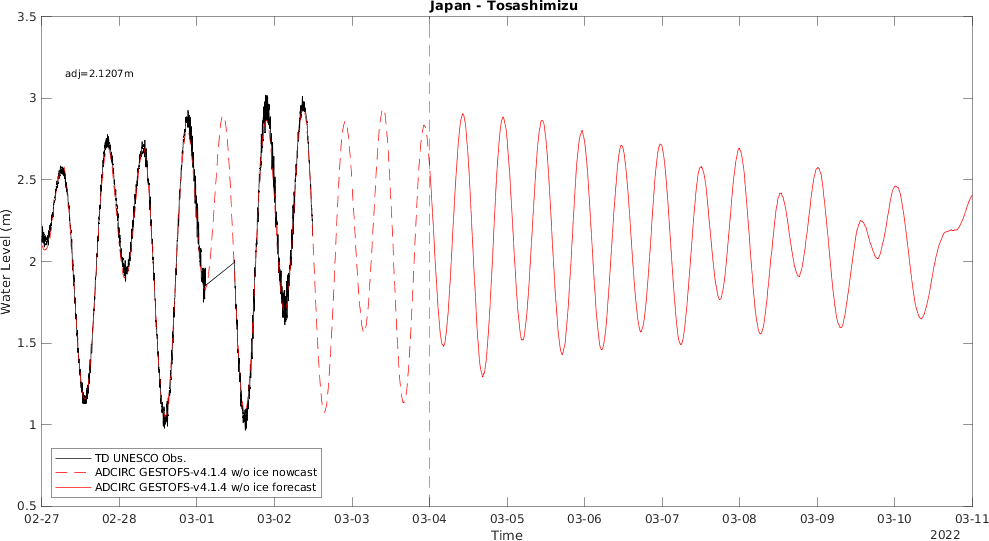 Japan - Tosashimizu
3.5
adj=2.1207m
3
2.5
Water Level (m)
2
1.5
1
TD UNESCO Obs.
ADCIRC GESTOFS-v4.1.4 w/o ice nowcast
ADCIRC GESTOFS-v4.1.4 w/o ice forecast
0.5
02-27 02-28 03-01 03-02 03-03 03-04 03-05 03-06 03-07 03-08 03-09 03-10 03-11
Time
2022